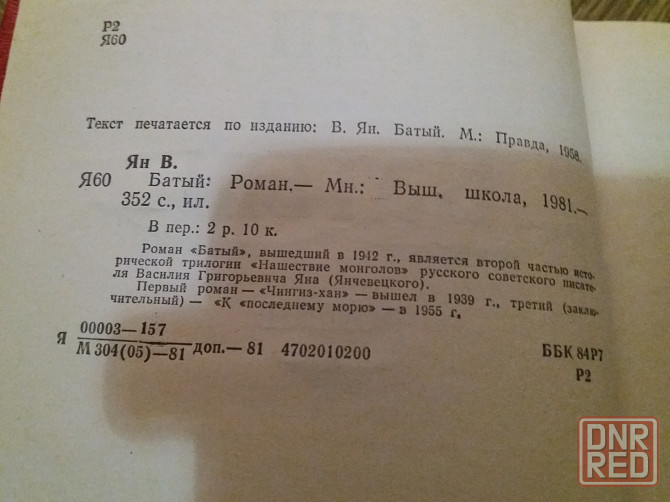 Р2
Я60
Текст печатается по изданию: В. Ян. Батый. М.: Правда, 1958.
Ян В.
Я60 Батый: Роман.— Мн.: Выш. школа, 1981.—
352 с., ил.
В пер.: 2 р. 10 к.
Роман «Батый», вышедший в 1942 г., является второй частью исто-
рической трилогии «Нашествие монголов» русского советского писате-
ля Василия Григорьевича Яна (Янчевецкого).
Первый роман — «Чингиз-хан» — вышел в 1939 г., третий (заклю-
чительный) — «К «последнему морю» — в 1955 г.
Я 00003—157
М 304(05)—81 доп.— 81 4702010200
ББК 84Р7
Р2
DNR
RED